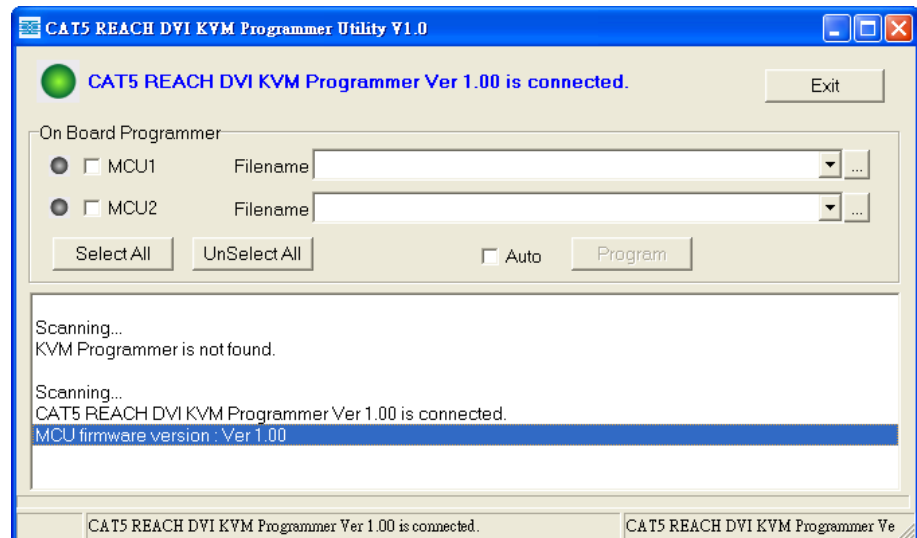 CAT5 REACH DVI KVM Programmer Utility V1.0
CAT5 REACH DVI KVM Programmer Ver 1.00 is connected.
Exit
On Board Programmer
MCU1 Filename ...
MCU2 Filename ...
Select All UnSelect All Auto Program
Scanning...
KVM Programmer is not found.
Scanning...
CAT5 REACH DVI KVM Programmer Ver 1.00 is connected.
MCU firmware version : Ver 1.00
CAT5 REACH DVI KVM Programmer Ver 1.00 is connected. CAT5 REACH DVI KVM Programmer Ve